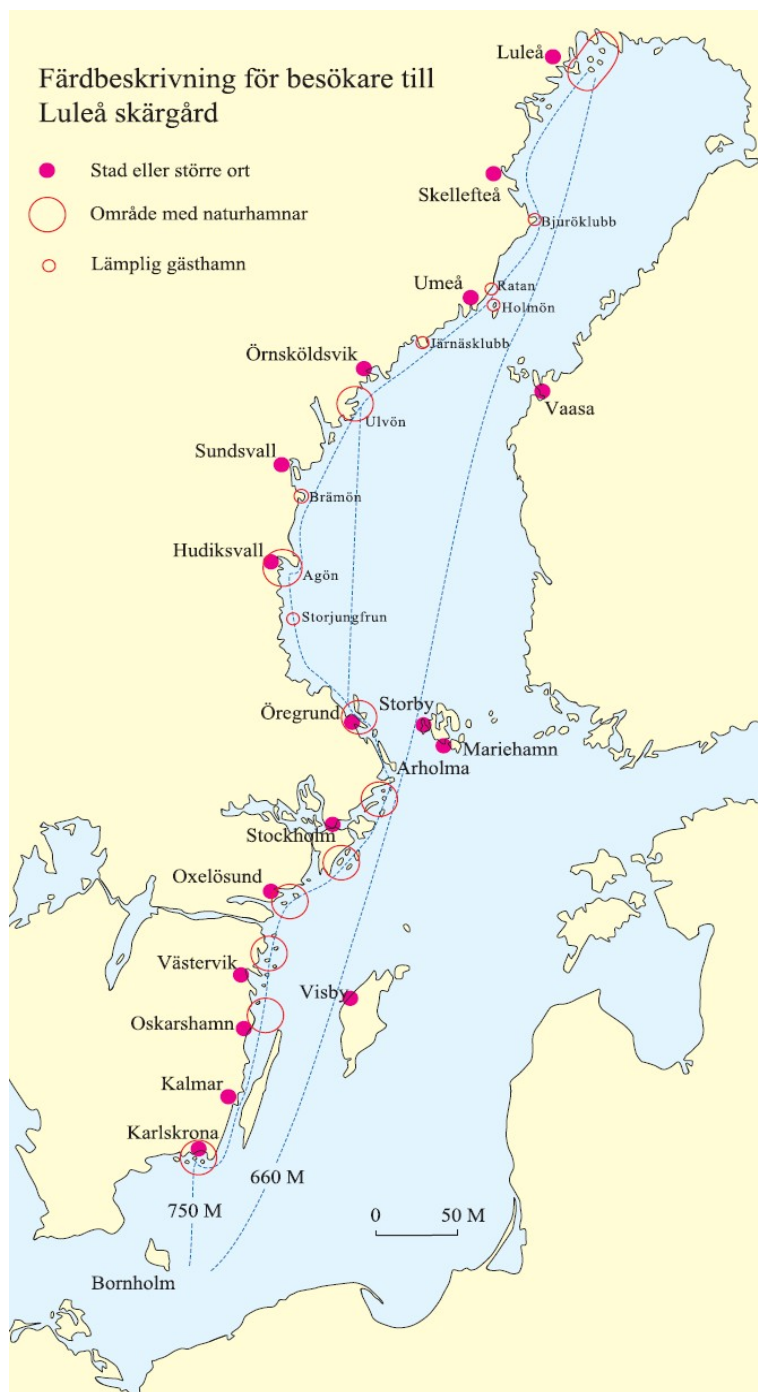 Färdbeskrivning för besökare till
Luleå skärgård
Stad eller större ort
Område med naturhamnar
Lämplig gästhamn
Luleå
Skellefteå
Bjuröklubb
Umeå
Ratan
Holmön
Järnäsklubb
Örnsköldsvik
Vaasa
Ulvön
Sundsvall
Brämön
Hudiksvall
Agön
Storjungfrun
Öregrund
Storby
Mariehamn
Arholma
Stockholm
Oxelösund
Västervik
Visby
Oskarshamn
Kalmar
Karlskrona
660 M
750 M
0 50 M
Bornholm